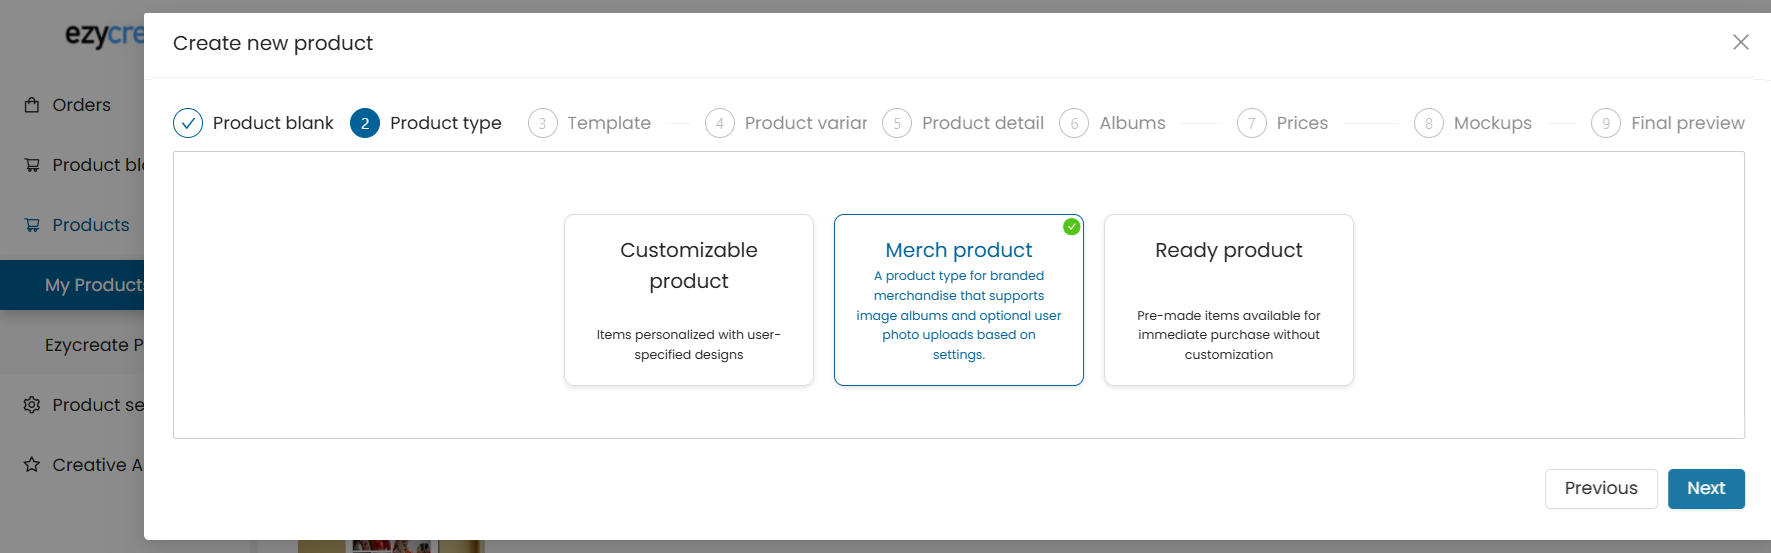 ezycre
Create new product
Orders
Product bl
Products
My Products
Ezycreate P
Product se
Creative A
Product blank
2 Product type
3 Template
4 Product variar
5 Product detail
6 Albums
7 Prices
8 Mockups
9 Final preview
Customizable
product
Items personalized with user-
specified designs
Merch product
A product type for branded
merchandise that supports
image albums and optional user
photo uploads based on
settings.
Ready product
Pre-made items available for
immediate purchase without
customization
Previous
Next